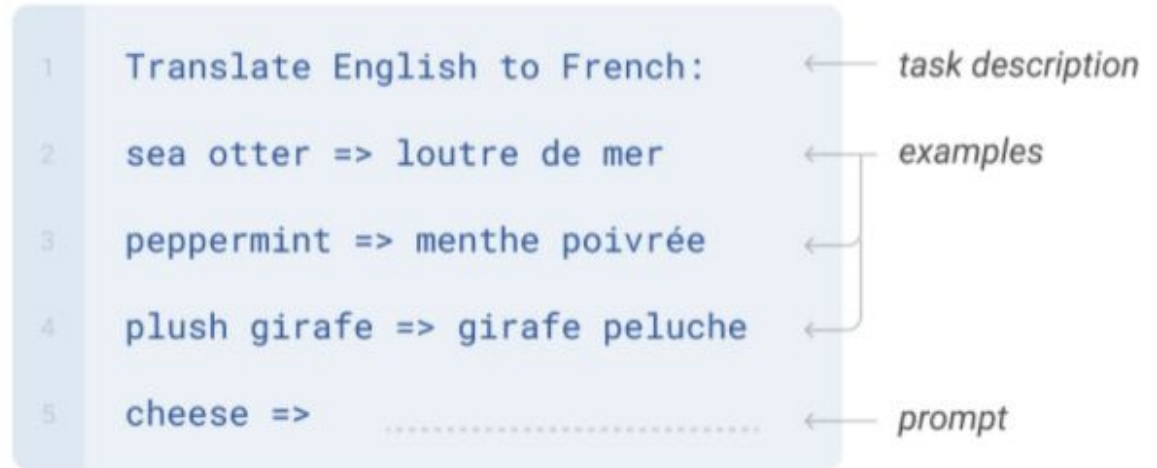 1 Translate English to French: task description
2 sea otter => loutre de mer examples
3 peppermint => menthe poivrée
4 plush girafe => girafe peluche
5 cheese => prompt